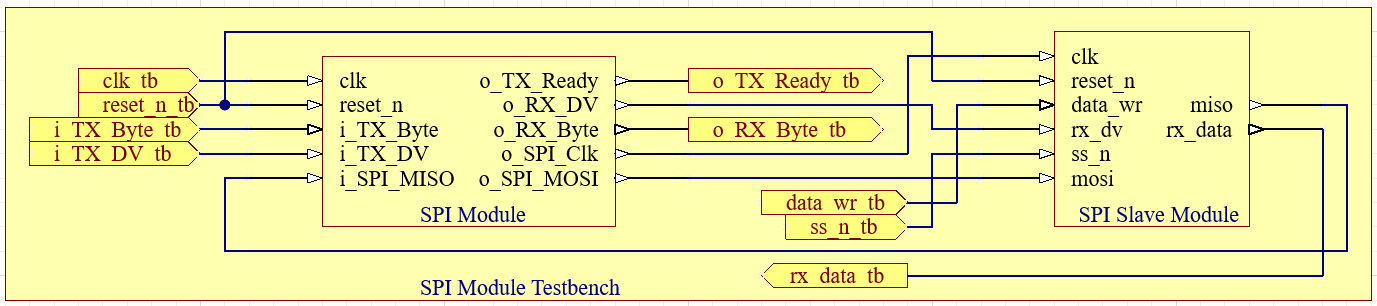 clk_tb
reset_n_tb
i_TX_Byte_tb
i_TX_DV_tb
clk
reset_n
i_TX_Byte
i_TX_DV
i_SPI_MISO
o_TX_Ready
o_RX_DV
o_RX_Byte
o_SPI_Clk
o_SPI_MOSI
SPI Module
o_TX_Ready_tb
o_RX_Byte_tb
data_wr_tb
ss_n_tb
rx_data_tb
clk
reset_n
data_wr
rx_dv
ss_n
mosi
miso
rx_data
SPI Slave Module
SPI Module Testbench